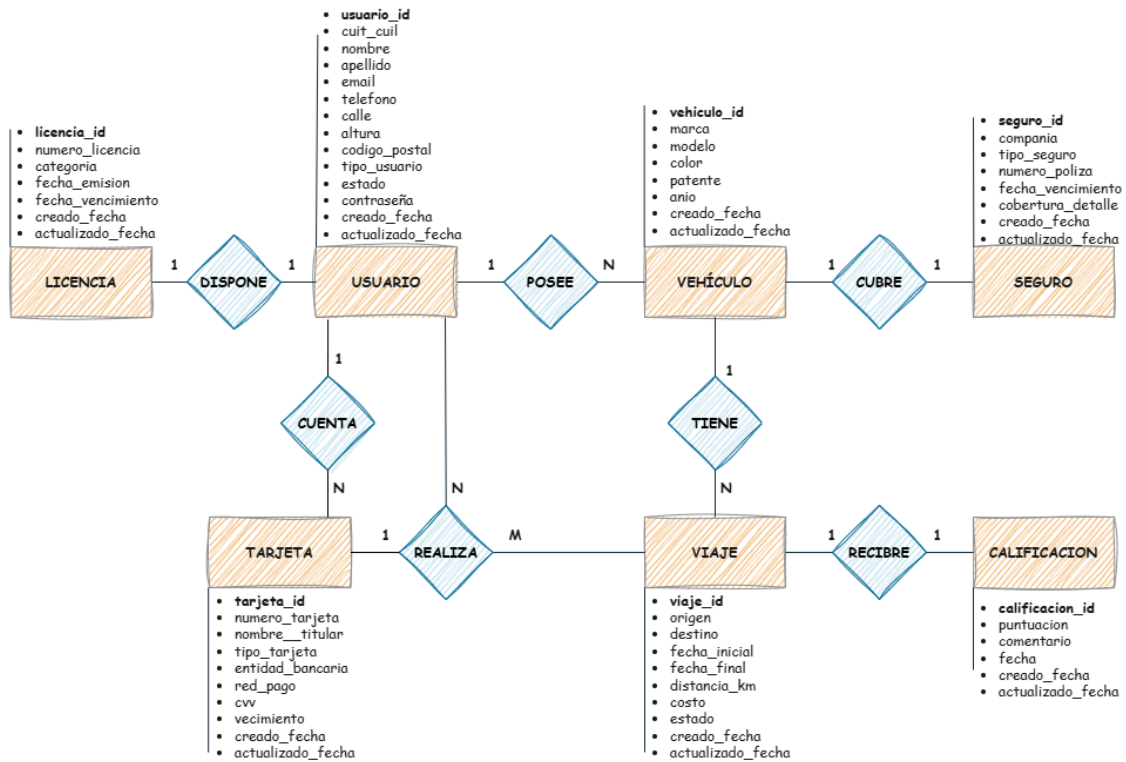 • usuario_id
• cuit_cuil
• nombre
• apellido
• email
• telefono
• calle
• altura
• codigo_postal
• tipo_usuario
• estado
• contraseña
• creado_fecha
• actualizado_fecha
• licencia_id
• numero_licencia
• categoria
• fecha_emision
• fecha_vencimiento
• creado_fecha
• actualizado_fecha
• vehiculo_id
• marca
• modelo
• color
• patente
• anio
• creado_fecha
• actualizado_fecha
• seguro_id
• compania
• tipo_seguro
• numero_poliza
• fecha_vencimiento
• cobertura_detalle
• creado_fecha
• actualizado_fecha
LICENCIA
1
DISPONE
1
USUARIO
1
POSEE
N
VEHÍCULO
1
CUBRE
1
SEGURO
1
CUENTA
N
1
TIENE
N
N
TARJETA
1
REALIZA
M
VIAJE
1
RECIBRE
1
CALIFICACION
• tarjeta_id
• numero_tarjeta
• nombre__titular
• tipo_tarjeta
• entidad_bancaria
• red_pago
• cvv
• vecimiento
• creado_fecha
• actualizado_fecha
• viaje_id
• origen
• destino
• fecha_inicial
• fecha_final
• distancia_km
• costo
• estado
• creado_fecha
• actualizado_fecha
• calificacion_id
• puntuacion
• comentario
• fecha
• creado_fecha
• actualizado_fecha